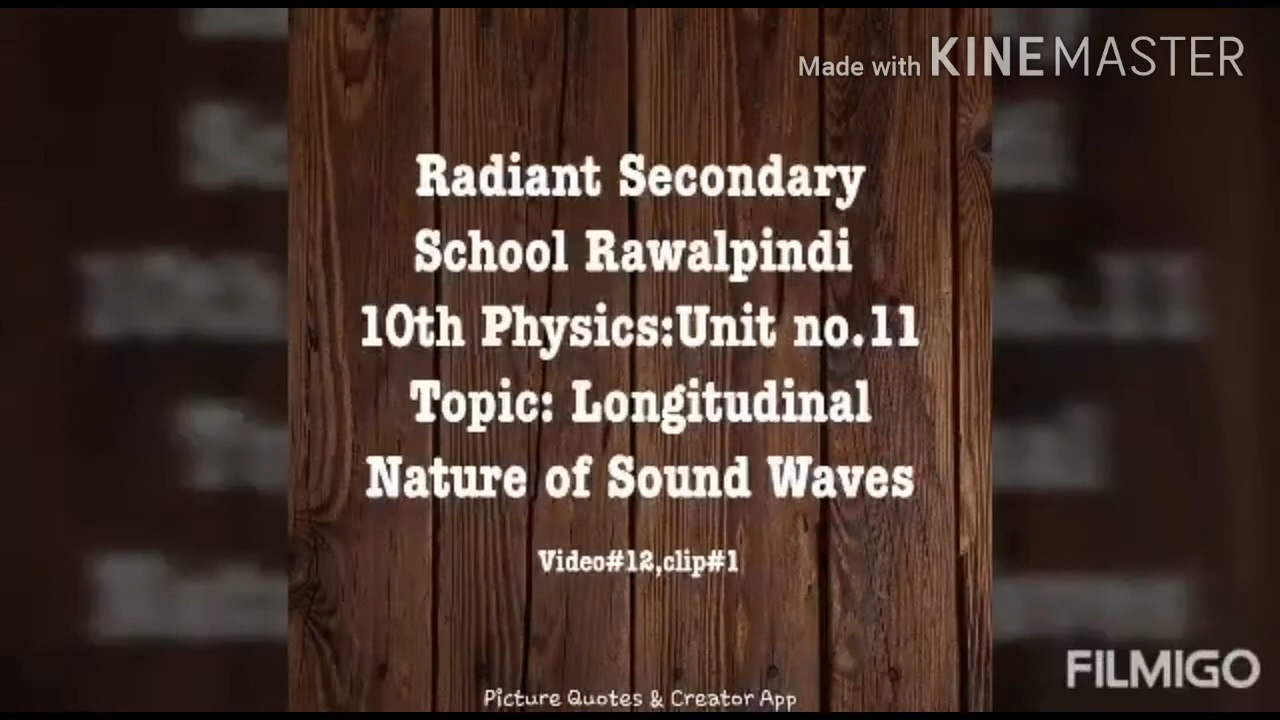 Made with KINEMASTER
Radiant Secondary
School Rawalpindi
10th Physics:Unit no.11
Topic: Longitudinal
Nature of Sound Waves
Video#12,clip#1
FILMIGO
Picture Quotes & Creator App